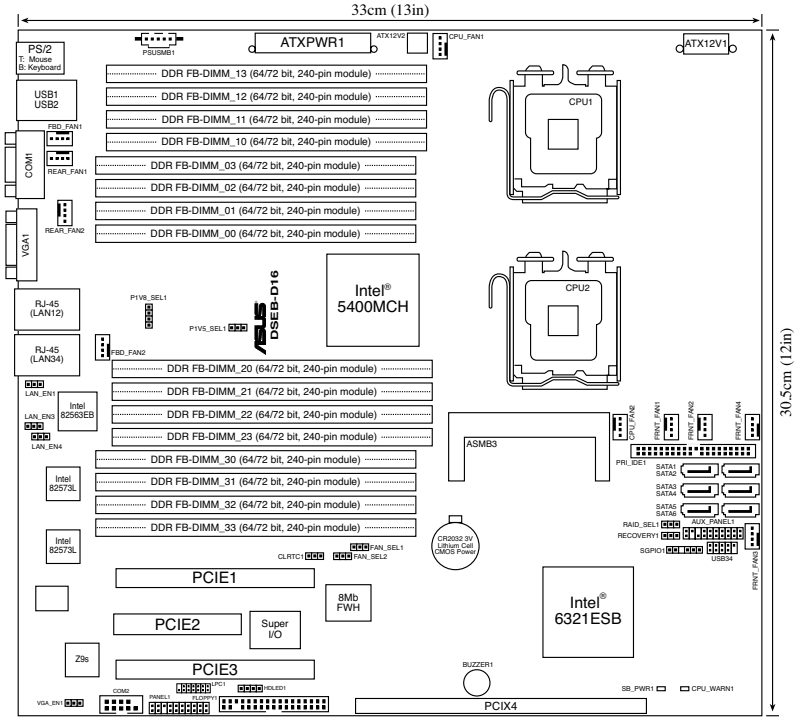 33cm (13in)
PS/2
T: Mouse
B: Keyboard
PSUSMB1
ATXPWR1
ATX12V2
CPU_FAN1
ATX12V1
DDR FB-DIMM_13 (64/72 bit, 240-pin module)
USB1
USB2
DDR FB-DIMM_12 (64/72 bit, 240-pin module)
CPU1
DDR FB-DIMM_11 (64/72 bit, 240-pin module)
FBD_FAN1
DDR FB-DIMM_10 (64/72 bit, 240-pin module)
COM1
DDR FB-DIMM_03 (64/72 bit, 240-pin module)
REAR_FAN1
DDR FB-DIMM_02 (64/72 bit, 240-pin module)
DDR FB-DIMM_01 (64/72 bit, 240-pin module)
REAR_FAN2
DDR FB-DIMM_00 (64/72 bit, 240-pin module)
VGA1
Intel®
5400MCH
CPU2
RJ-45
(LAN12)
P1V8_SEL1
P1V5_SEL1
ASUS
DSEB-D16
30.5cm (12in)
RJ-45
(LAN34)
FBD_FAN2
DDR FB-DIMM_20 (64/72 bit, 240-pin module)
LAN_EN1
DDR FB-DIMM_21 (64/72 bit, 240-pin module)
Intel
82563EB
LAN_EN3
DDR FB-DIMM_22 (64/72 bit, 240-pin module)
LAN_EN4
DDR FB-DIMM_23 (64/72 bit, 240-pin module)
ASMB3
CPU_FAN2
FRNT_FAN1
FRNT_FAN2
FRNT_FAN4
DDR FB-DIMM_30 (64/72 bit, 240-pin module)
PRI_IDE1
Intel
82573L
DDR FB-DIMM_31 (64/72 bit, 240-pin module)
SATA1
SATA2
DDR FB-DIMM_32 (64/72 bit, 240-pin module)
SATA3
SATA4
DDR FB-DIMM_33 (64/72 bit, 240-pin module)
SATA5
SATA6
Intel
82573L
CR2032 3V
Lithium Cell
CMOS Power
RAID_SEL1
AUX_PANEL1
RECOVERY1
FAN_SEL1
CLRTC1
FAN_SEL2
SGPIO1
USB34
FRNT_FAN3
PCIE1
8Mb
FWH
Intel®
6321ESB
PCIE2
Super
I/O
Z9s
PCIE3
BUZZER1
LPC1
HDLED1
SB_PWR1
CPU_WARN1
VGA_EN1
COM2
PANEL1
FLOPPY1
PCIX4